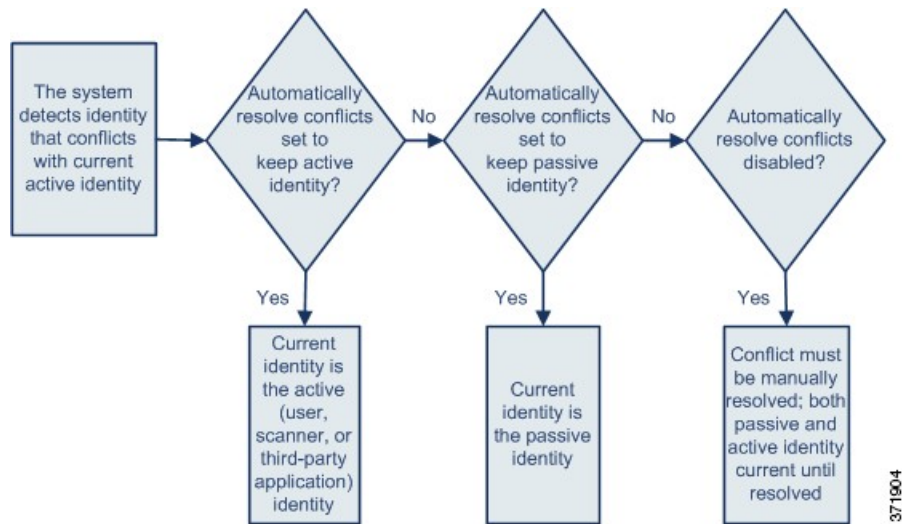 The system
detects identity
that conflicts
with current
active identity
Automatically
resolve conflicts
set to
keep active
identity?
No
Automatically
resolve conflicts
set to
keep passive
identity?
No
Automatically
resolve conflicts
disabled?
Yes
Yes
Yes
Current
identity is
the active
(user,
scanner, or
third-party
application)
identity
Current
identity is
the passive
identity
Conflict must
be manually
resolved; both
passive and
active identity
current until
resolved
371904